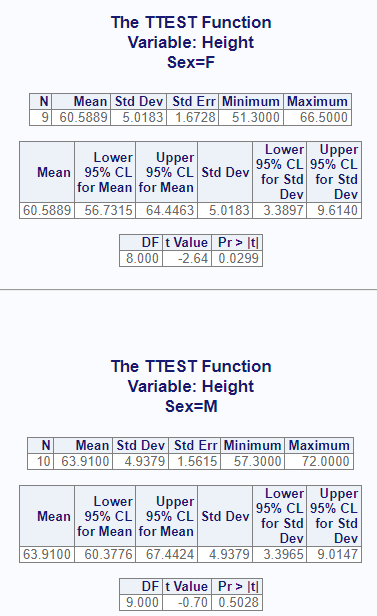 The TTEST Function
Variable: Height
Sex=F
N Mean Std Dev Std Err Minimum Maximum
9 60.5889 5.0183 1.6728 51.3000 66.5000
Mean Lower 95% CL for Mean Upper 95% CL for Mean Std Dev Lower 95% CL for Std Dev Upper 95% CL for Std Dev
60.5889 56.7315 64.4463 5.0183 3.3897 9.6140
DF t Value Pr > |t|
8.000 -2.64 0.0299
The TTEST Function
Variable: Height
Sex=M
N Mean Std Dev Std Err Minimum Maximum
10 63.9100 4.9379 1.5615 57.3000 72.0000
Mean Lower 95% CL for Mean Upper 95% CL for Mean Std Dev Lower 95% CL for Std Dev Upper 95% CL for Std Dev
63.9100 60.3776 67.4424 4.9379 3.3965 9.0147
DF t Value Pr > |t|
9.000 -0.70 0.5028